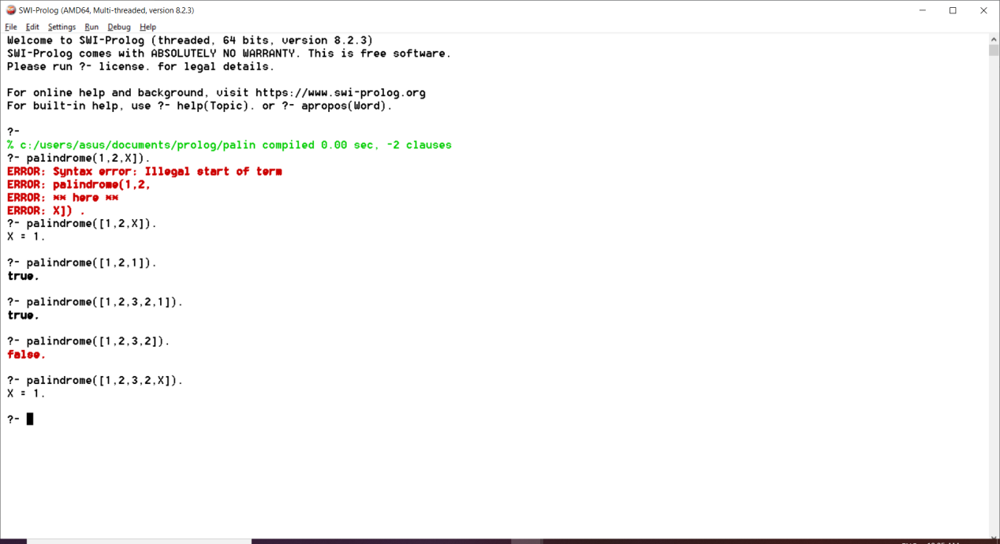 SWI-Prolog (AMD64, Multi-threaded, version 8.2.3)
File Edit Settings Run Debug Help
Welcome to SWI-Prolog (threaded, 64 bits, version 8.2.3)
SWI-Prolog comes with ABSOLUTELY NO WARRANTY. This is free software.
Please run ?- license. for legal details.
For online help and background, visit https://www.swi-prolog.org
For built-in help, use ?- help(Topic). or ?- apropos(Word).
?-
% c:/users/asus/documents/prolog/palin compiled 0.00 sec, -2 clauses
?- palindrome(1,2,X]).
ERROR: Syntax error: Illegal start of term
ERROR: palindrome(1,2,
ERROR: ** here **
ERROR: X]) .
?- palindrome([1,2,X]).
X = 1.
?- palindrome([1,2,1]).
true.
?- palindrome([1,2,3,2,1]).
true.
?- palindrome([1,2,3,2]).
false.
?- palindrome([1,2,3,2,X]).
X = 1.
?-